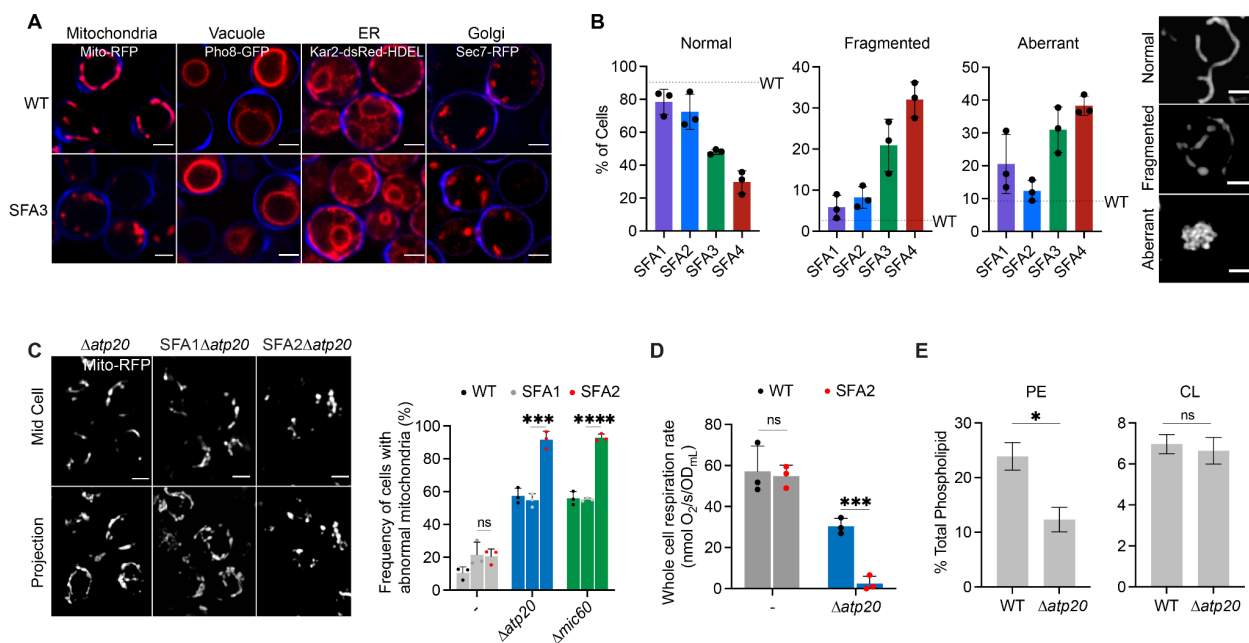 A
Mitochondria Vacuole ER Golgi
Mito-RFP Pho8-GFP Kar2-dsRed-HDEL Sec7-RFP
WT
SFA3
B
Normal
Fragmented
Aberrant
% of Cells
100
80
60
40
20
0
WT
SFA1
SFA2
SFA3
SFA4
40
30
20
10
0
WT
SFA1
SFA2
SFA3
SFA4
50
40
30
20
10
0
WT
SFA1
SFA2
SFA3
SFA4
Normal
Fragmented
Aberrant
C
Δatp20 SFA1Δatp20 SFA2Δatp20
Mito-RFP
Mid Cell
Projection
WT SFA1 SFA2
Frequency of cells with
abnormal mitochondria (%)
100
80
60
40
20
0
ns
***
****
-
Δatp20
Δmic60
D
WT SFA2
Whole cell respiration rate
(nmol O₂/s/OD_mL)
80
60
40
20
0
ns
***
-
Δatp20
E
PE
CL
% Total Phospholipid
30
20
10
0
*
WT Δatp20
9
6
3
0
ns
WT Δatp20